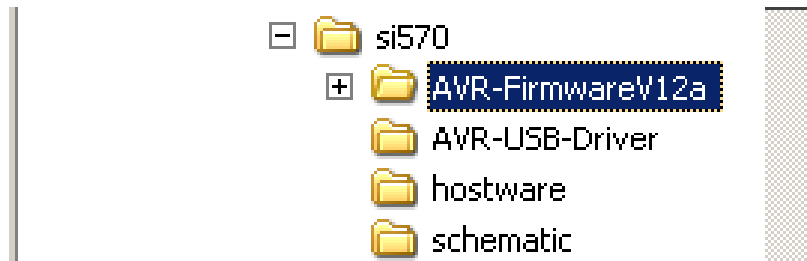 si570
AVR-FirmwareV12a
AVR-USB-Driver
hostware
schematic